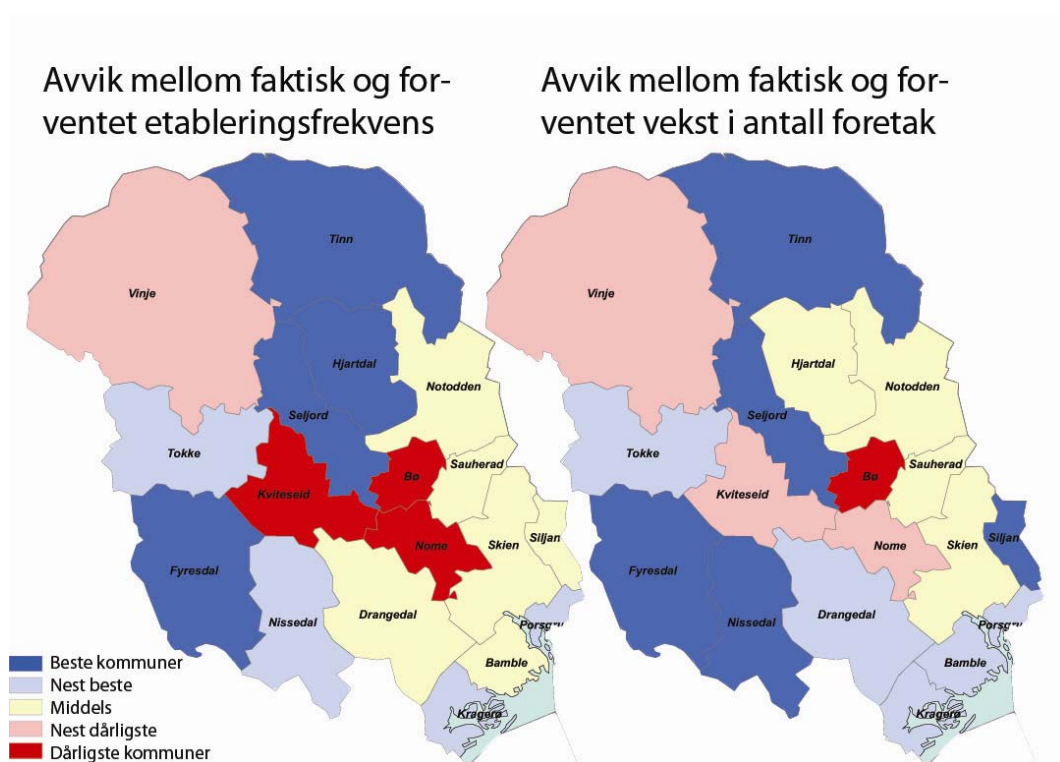 Avvik mellom faktisk og for-
ventet etableringsfrekvens
Avvik mellom faktisk og for-
ventet vekst i antall foretak
Tinn
Vinje
Hjartdal
Notodden
Seljord
Tokke
Bø
Sauherad
Kviteseid
Nome
Skien
Siljan
Fyresdal
Nissedal
Drangedal
Porsgru
Bamble
Kragerø
Tinn
Vinje
Hjartdal
Notodden
Seljord
Tokke
Bø
Sauherad
Kviteseid
Nome
Skien
Siljan
Fyresdal
Nissedal
Drangedal
Porsgru
Bamble
Kragerø
Beste kommuner
Nest beste
Middels
Nest dårligste
Dårligste kommuner